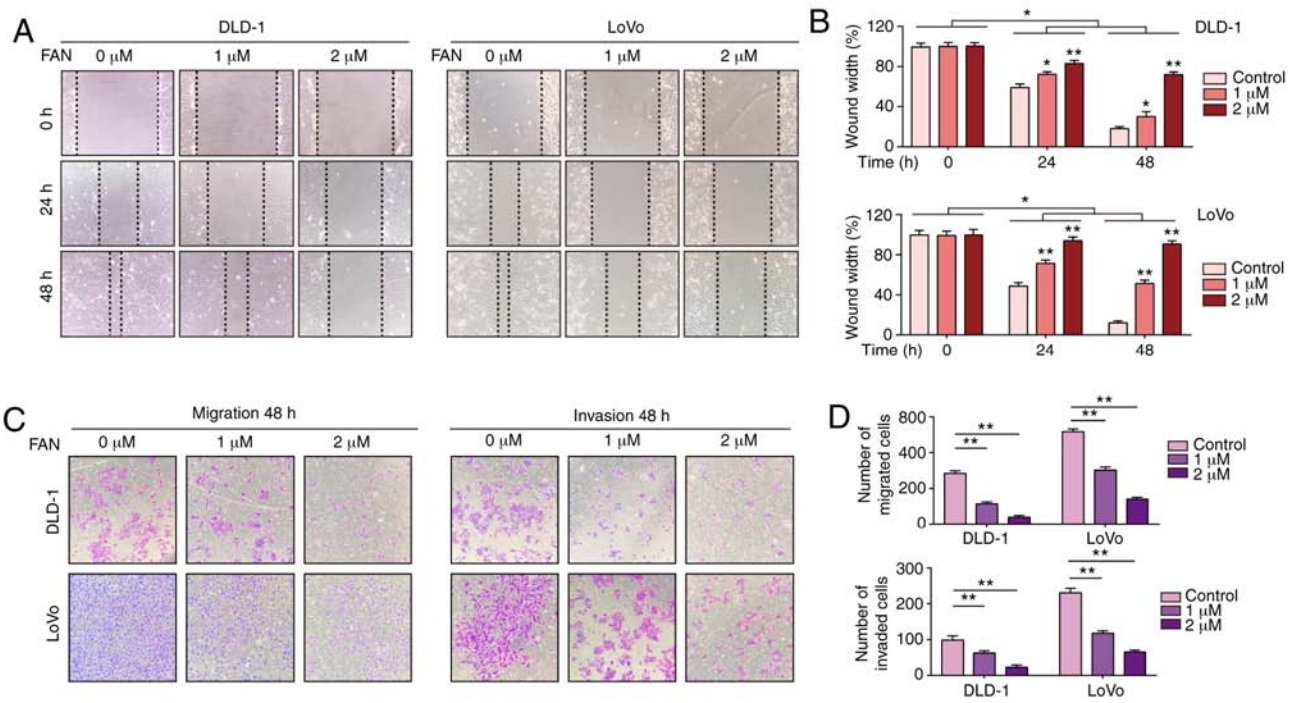 A
DLD-1
LoVo
FAN 0 μM 1 μM 2 μM 0 μM 1 μM 2 μM
0 h
24 h
48 h
B
*
DLD-1
Wound width (%)
120
80
40
0
* ** * **
Control
1 μM
2 μM
Time (h) 0 24 48
*
LoVo
Wound width (%)
120
80
40
0
** ** ** **
Control
1 μM
2 μM
Time (h) 0 24 48
C
Migration 48 h
Invasion 48 h
FAN 0 μM 1 μM 2 μM 0 μM 1 μM 2 μM
DLD-1
LoVo
D
Number of
migrated cells
800
400
200
0
** ** ** **
Control
1 μM
2 μM
DLD-1 LoVo
Number of
invaded cells
300
200
100
0
** ** ** **
Control
1 μM
2 μM
DLD-1 LoVo